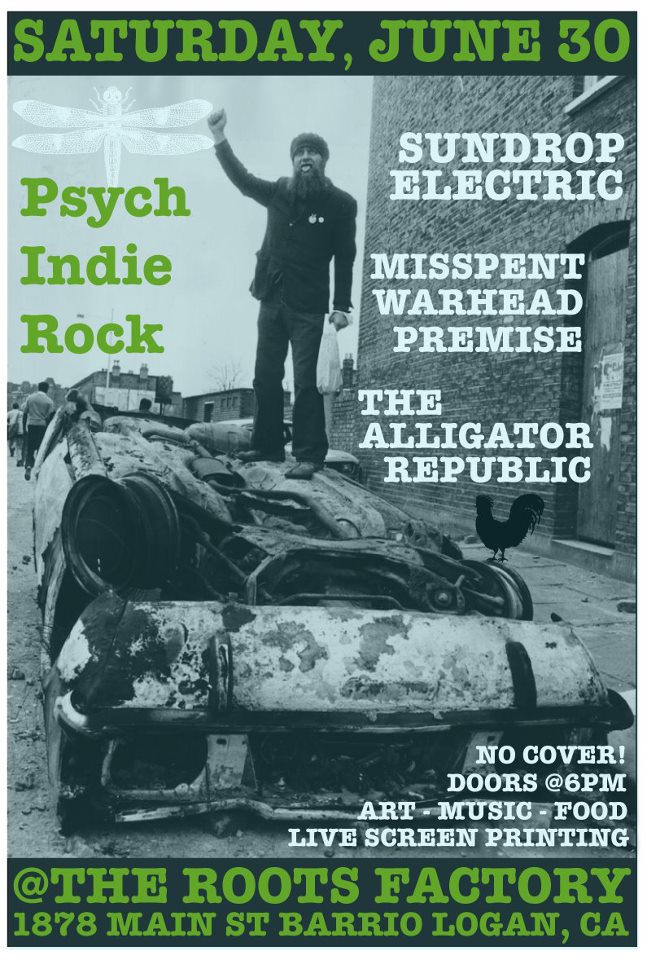 SATURDAY, JUNE 30
Psych
Indie
Rock
SUNDROP
ELECTRIC
MISSPENT
WARHEAD
PREMISE
THE
ALLIGATOR
REPUBLIC
NO COVER!
DOORS @6PM
ART - MUSIC - FOOD
LIVE SCREEN PRINTING
@THE ROOTS FACTORY
1878 MAIN ST BARRIO LOGAN, CA